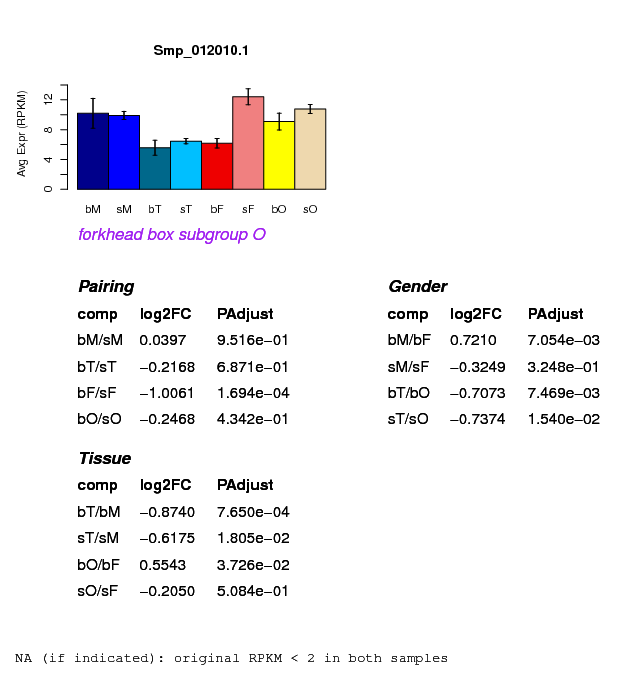 Smp_012010.1
Avg Expr (RPKM)
12
8
4
0
bM sM bT sT bF sF bO sO
forkhead box subgroup O
Pairing
comp log2FC PAdjust
bM/sM 0.0397 9.516e−01
bT/sT −0.2168 6.871e−01
bF/sF −1.0061 1.694e−04
bO/sO −0.2468 4.342e−01
Gender
comp log2FC PAdjust
bM/bF 0.7210 7.054e−03
sM/sF −0.3249 3.248e−01
bT/bO −0.7073 7.469e−03
sT/sO −0.7374 1.540e−02
Tissue
comp log2FC PAdjust
bT/bM −0.8740 7.650e−04
sT/sM −0.6175 1.805e−02
bO/bF 0.5543 3.726e−02
sO/sF −0.2050 5.084e−01
NA (if indicated): original RPKM < 2 in both samples